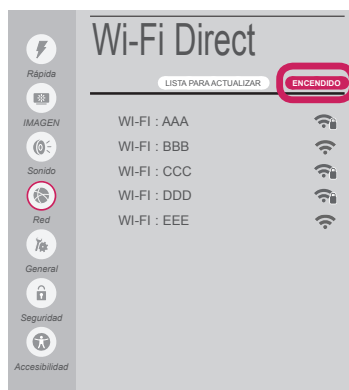 Wi-Fi Direct
LISTA PARA ACTUALIZAR
ENCENDIDO
Rápida
IMAGEN
Sonido
Red
General
Seguridad
Accesibilidad
WI-FI : AAA
WI-FI : BBB
WI-FI : CCC
WI-FI : DDD
WI-FI : EEE